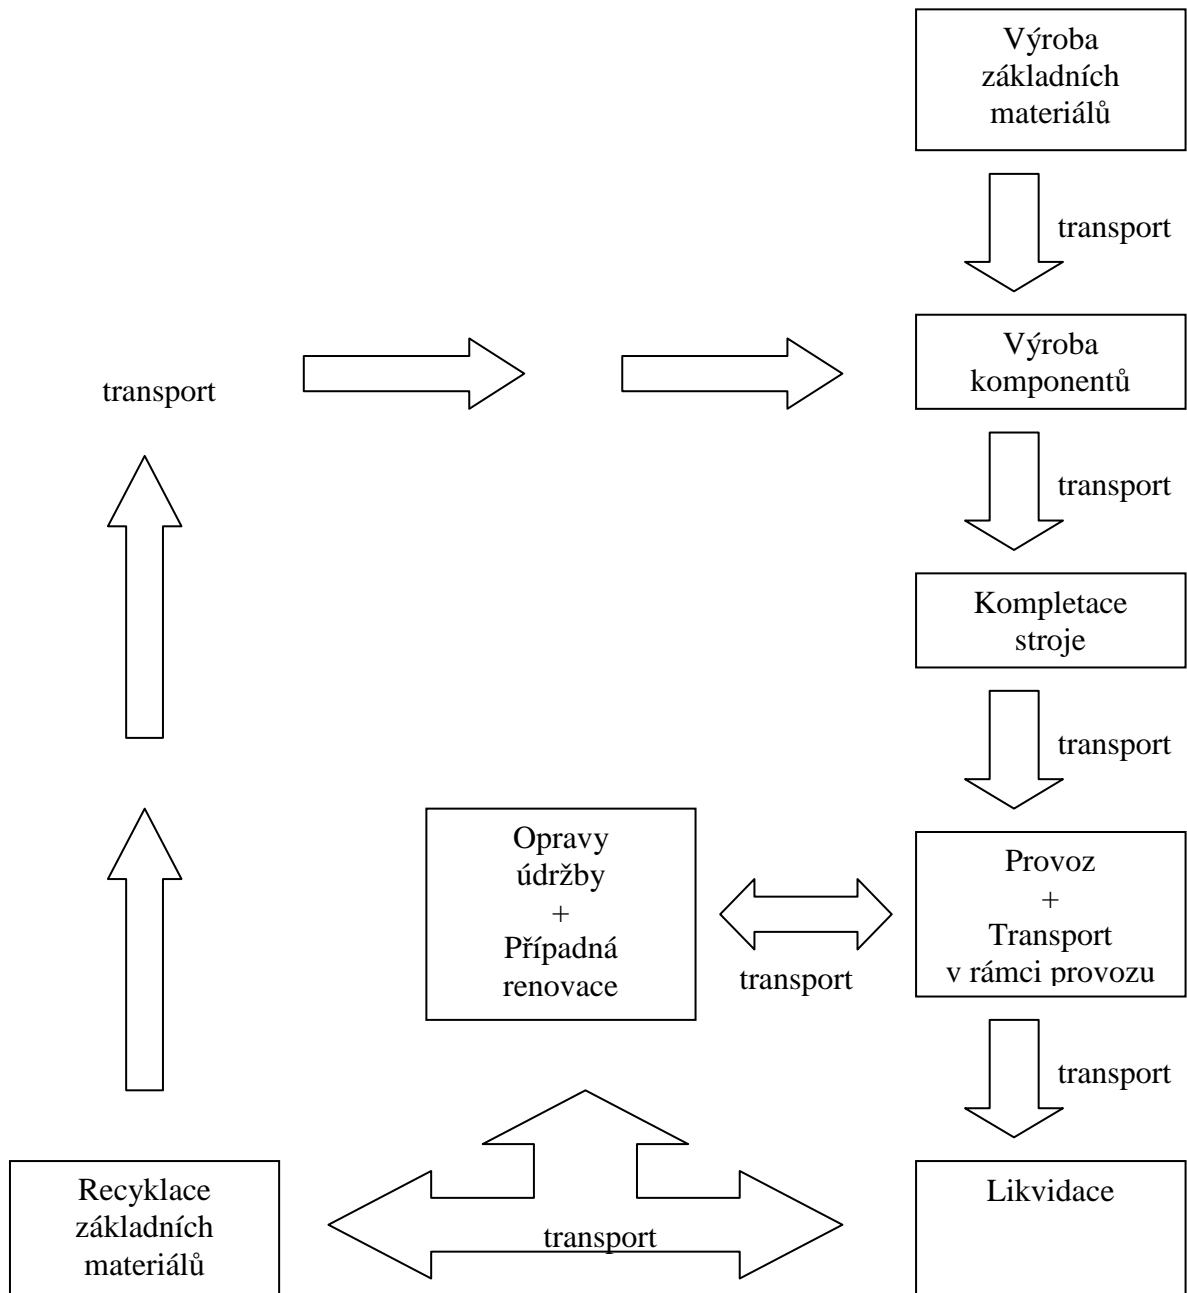 Výroba
základních
materiálů
transport
Výroba
komponentů
transport
transport
Kompletace
stroje
transport
Opravy
údržby
+
Případná
renovace
Provoz
+
Transport
v rámci provozu
transport
transport
Recyklace
základních
materiálů
transport
Likvidace